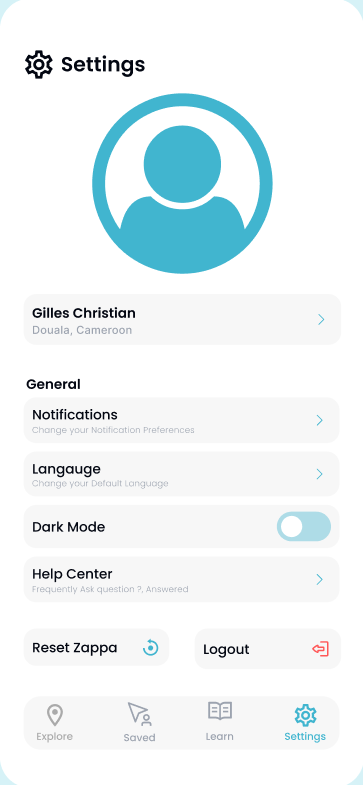 Settings
Gilles Christian
Douala, Cameroon
General
Notifications
Change your Notification Preferences
Langauge
Change your Default Longuage
Dark Mode
Help Center
Frequently Ask question ?, Answered
Reset Zappa
Logout
Explore
Saved
Learn
Settings